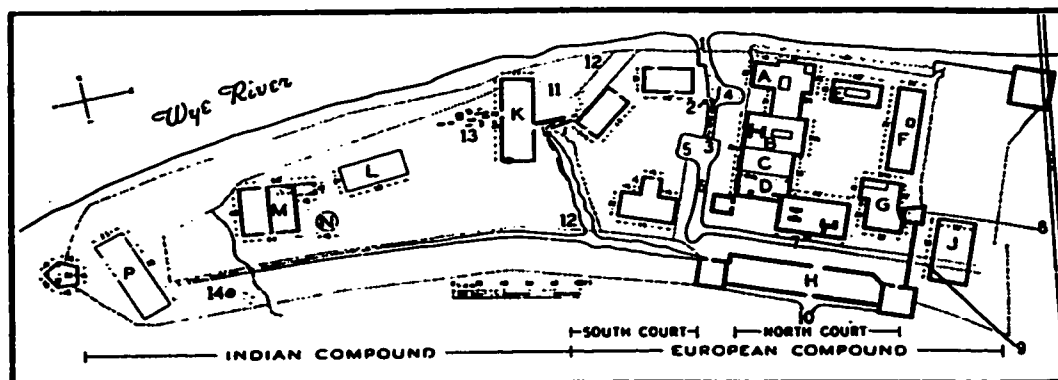 1
12
A
Wye River
11
4
E
K
2
F
13
B
5
3
L
C
D
M
G
N
12
8
7
J
P
H
14a
10
SOUTH COURT
NORTH COURT
9
INDIAN COMPOUND
EUROPEAN COMPOUND